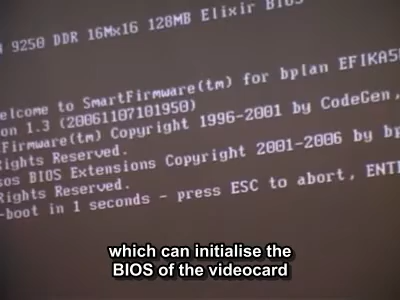 9250 DDR 16Mx16 128MB Elixir BIOS
elcome to SmartFirmware(tm) for bplan EFIKA5
on 1.3 (20061107101950)
Firmware(tm) Copyright 1996-2001 by CodeGen,
Rights Reserved.
sos BIOS Extensions Copyright 2001-2006 by bp
Rights Reserved.
-boot in 1 seconds - press ESC to abort, ENT
which can initialise the
BIOS of the videocard